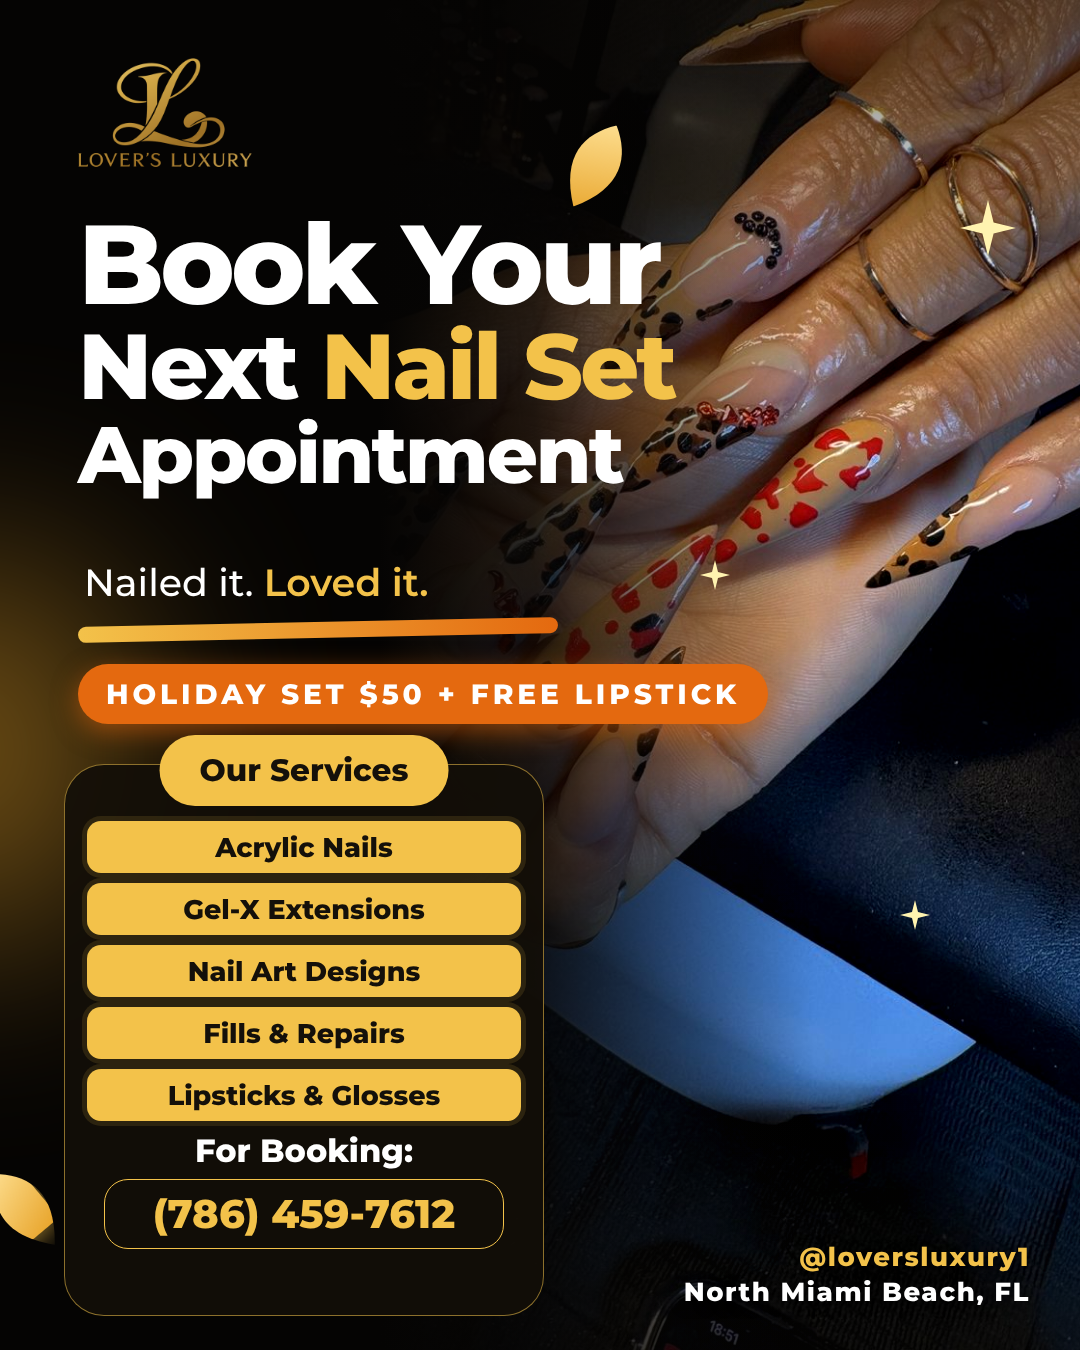 LOVER'S LUXURY
Book Your
Next Nail Set
Appointment
Nailed it. Loved it.
HOLIDAY SET $50 + FREE LIPSTICK
Our Services
Acrylic Nails
Gel-X Extensions
Nail Art Designs
Fills & Repairs
Lipsticks & Glosses
For Booking:
(786) 459-7612
@loversluxury1
North Miami Beach, FL
18:51